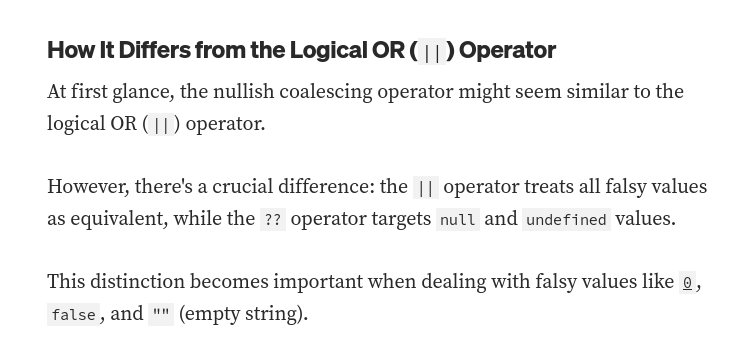 How It Differs from the Logical OR (||) Operator
At first glance, the nullish coalescing operator might seem similar to the
logical OR (||) operator.
However, there's a crucial difference: the || operator treats all falsy values
as equivalent, while the ?? operator targets null and undefined values.
This distinction becomes important when dealing with falsy values like 0,
false, and "" (empty string).